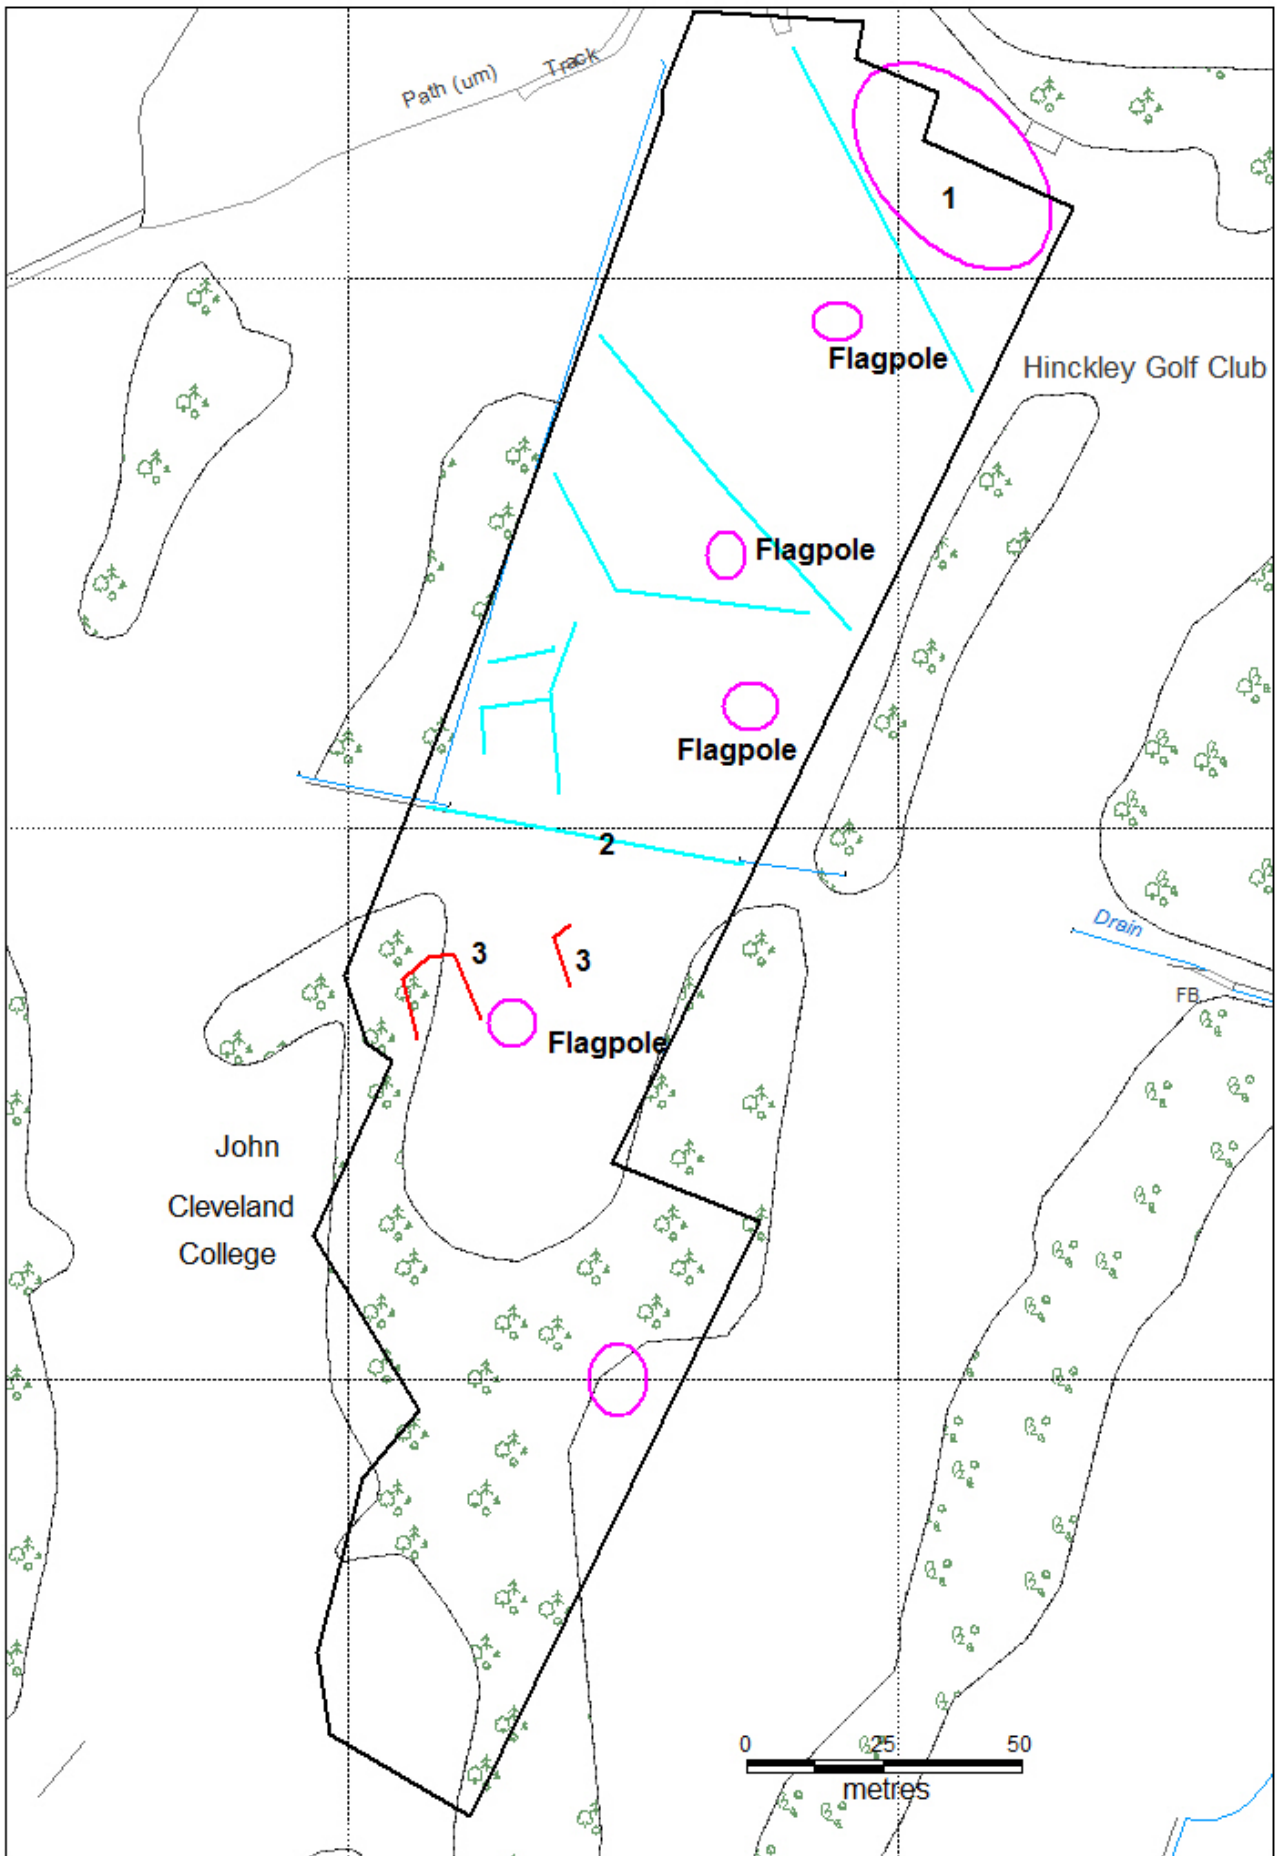 Path (um)
Track
1
Flagpole
Hinckley Golf Club
Flagpole
Flagpole
2
Drain
3
3
FB
Flagpole
John
Cleveland
College
0 25 50
metres